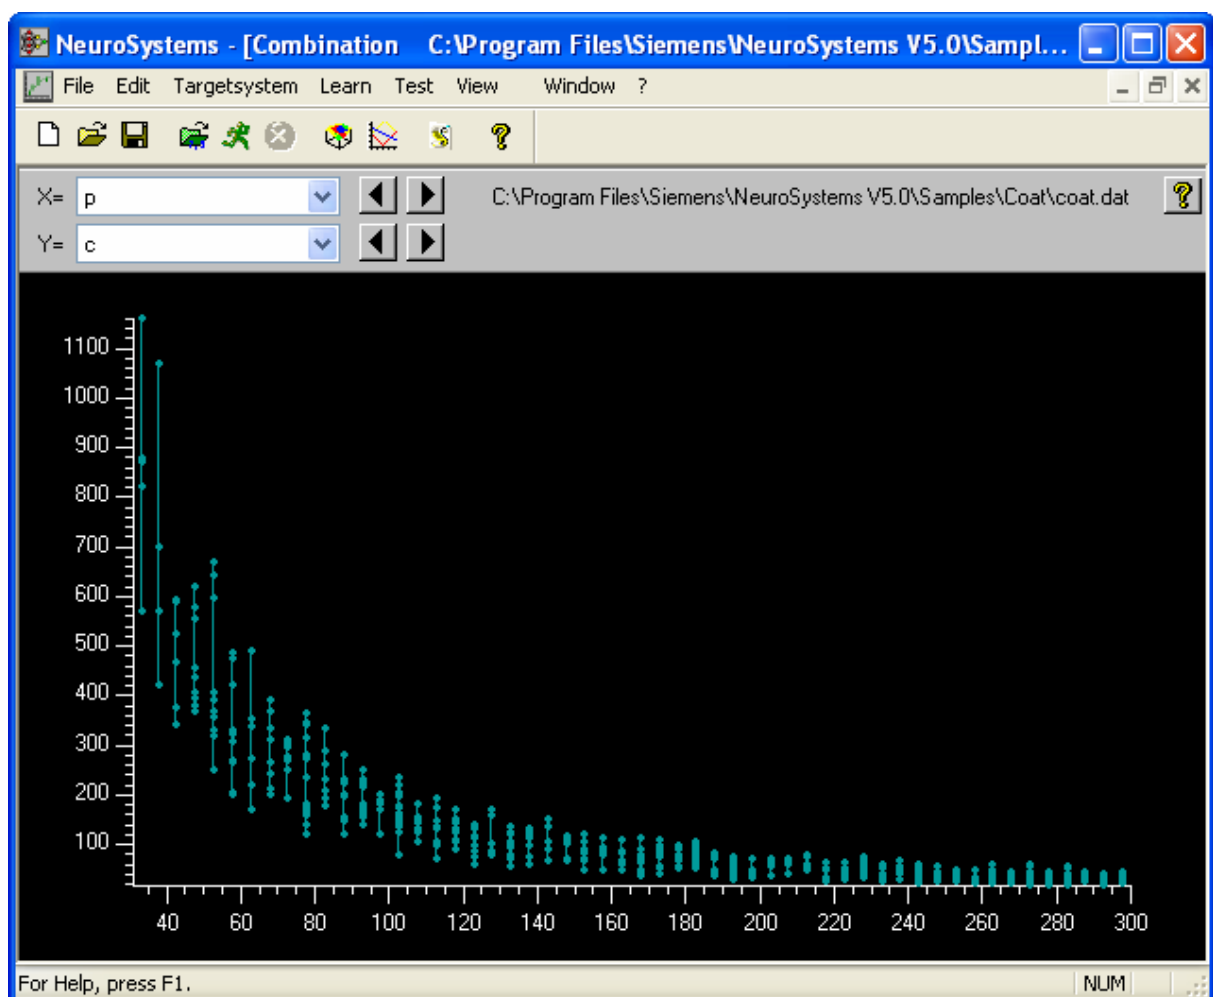 NeuroSystems - [Combination C:\Program Files\Siemens\NeuroSystems V5.0\Sampl...
File Edit Targetsystem Learn Test View Window ?
X= p C:\Program Files\Siemens\NeuroSystems V5.0\Samples\Coat\coat.dat
Y= c
1100
1000
900
800
700
600
500
400
300
200
100
40 60 80 100 120 140 160 180 200 220 240 260 280 300
For Help, press F1. NUM